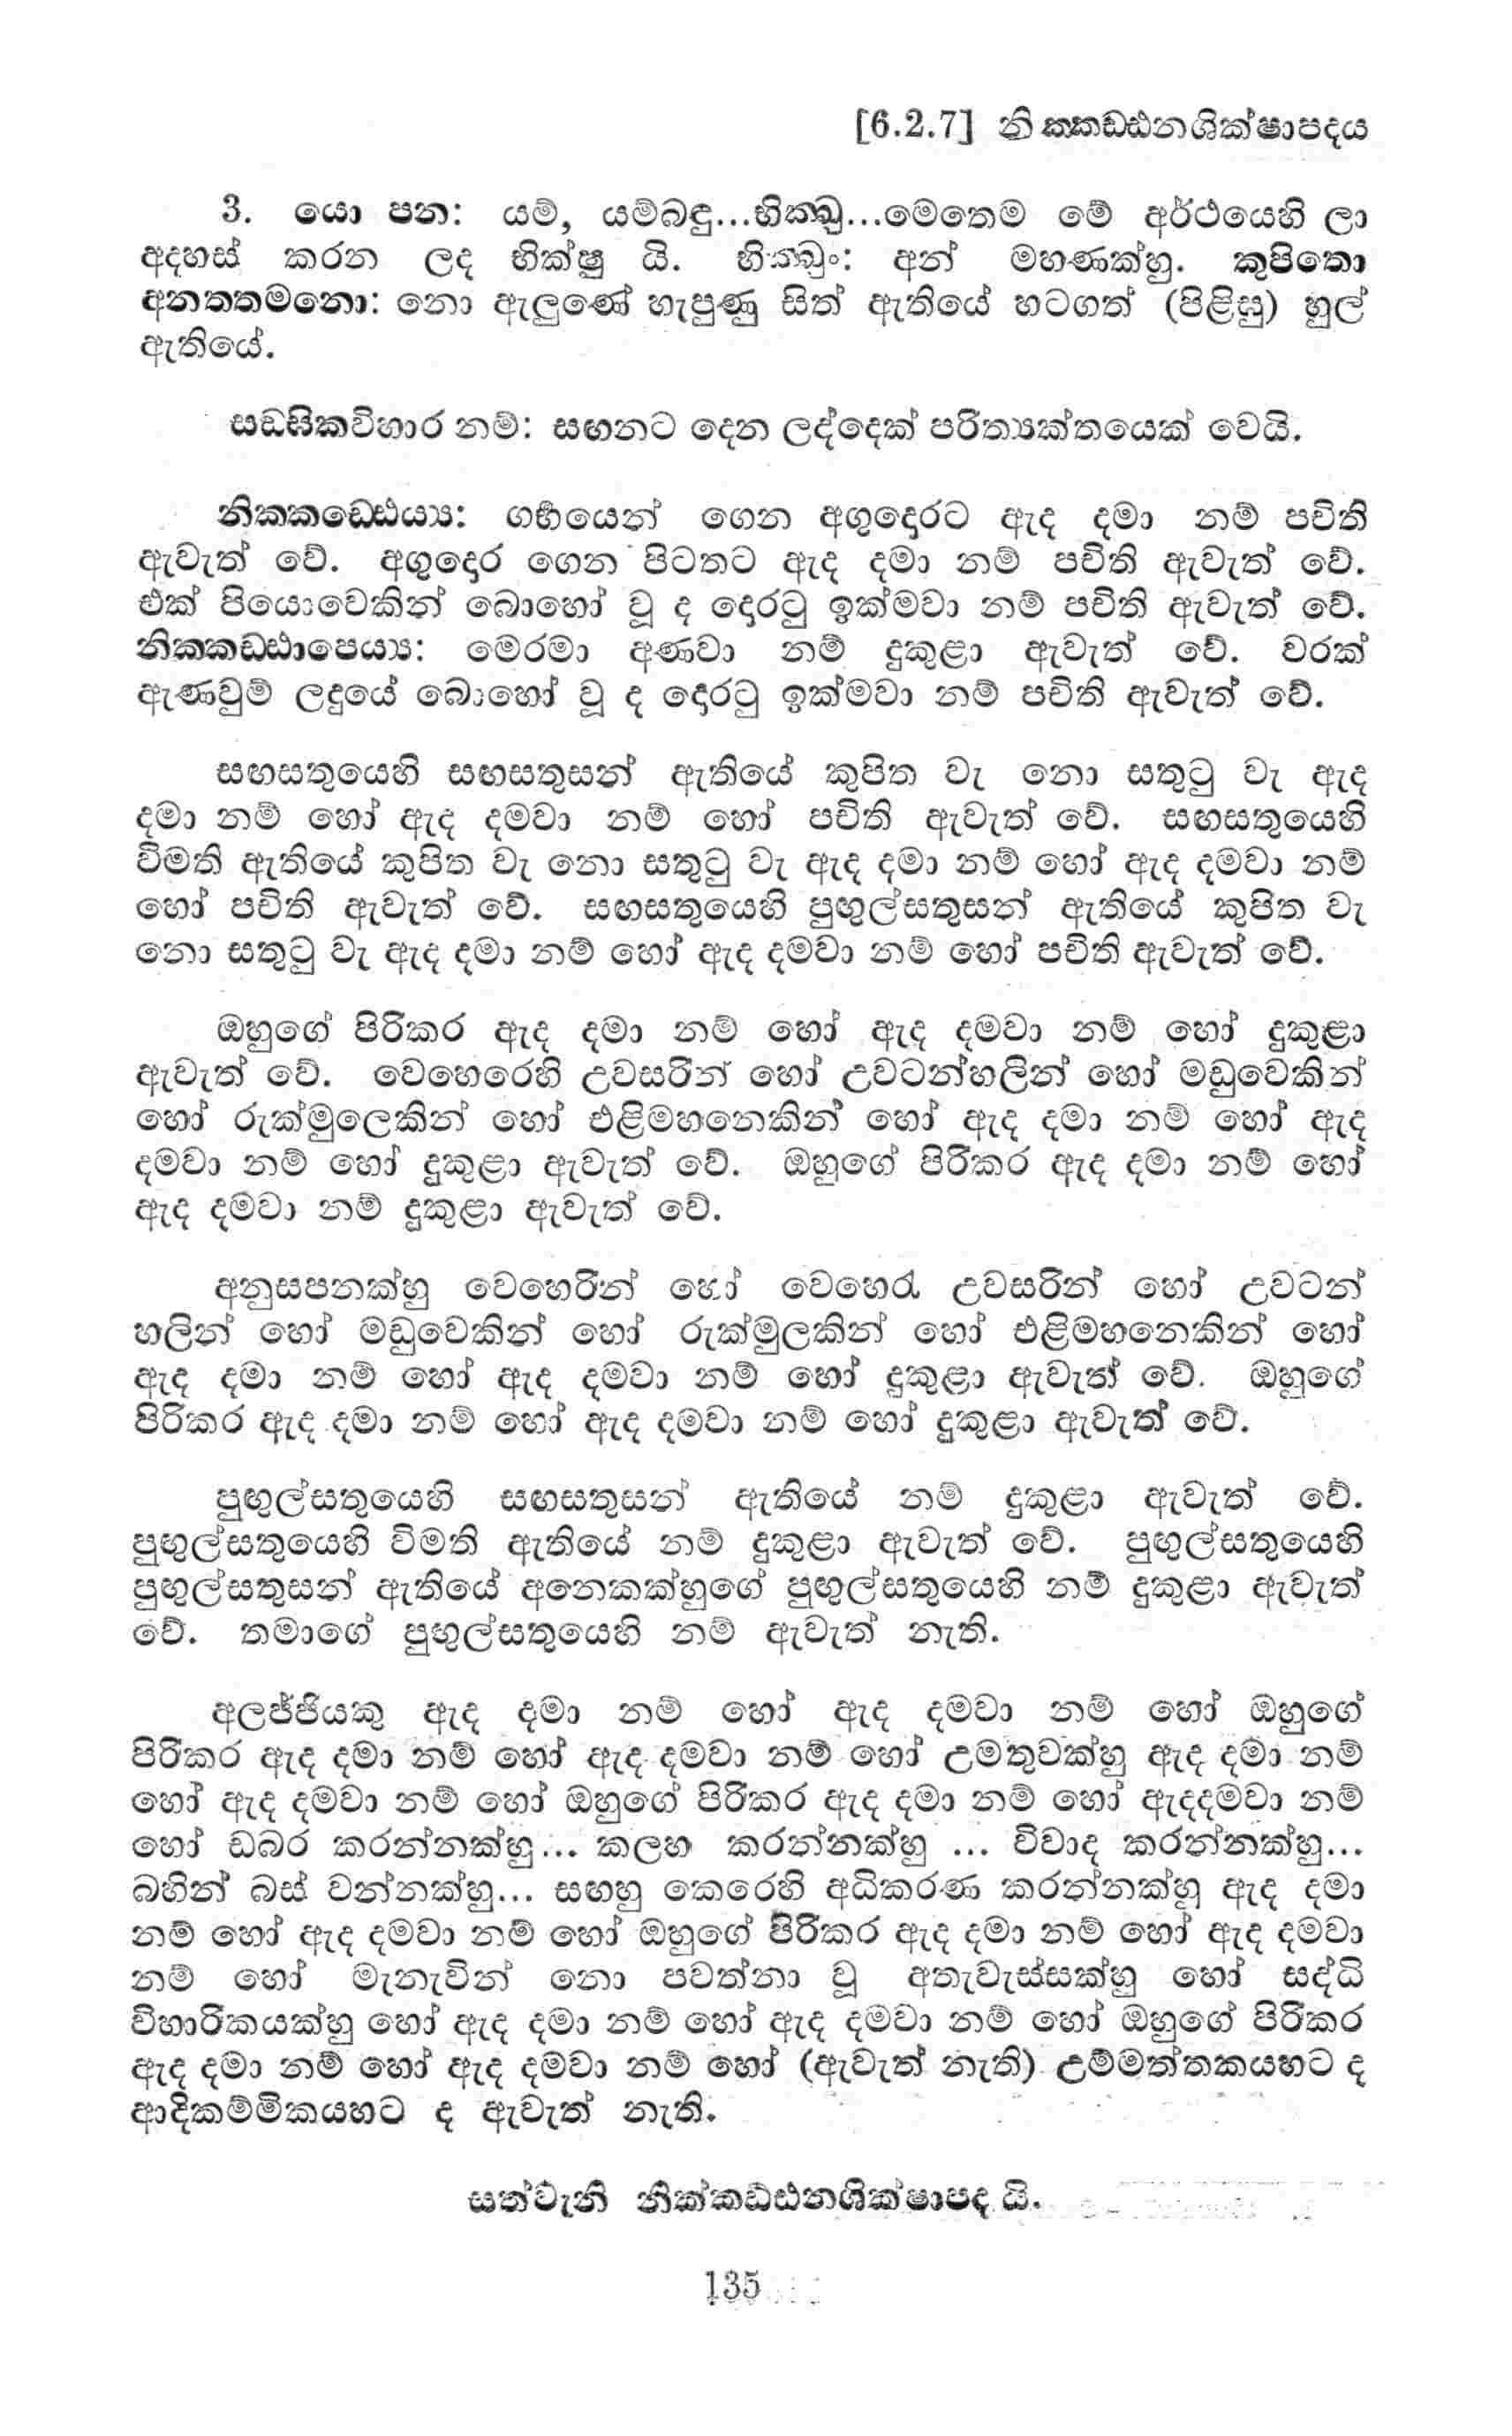 [6.2.7] නික්කඩ්ඪනශික්ෂාපදය
3. යො පන: යම්, යම්බඳු...භික්ඛු...මෙතෙම මේ අර්ථයෙහි ලා
අදහස් කරන ලද භික්ෂු යි. භික්ඛුං: අන් මහණක්හු. කුපිතො
අනත්තමනො: නො ඇලුණේ හැපුණු සිත් ඇතියේ හටගත් (පිළිසු) හුල්
ඇතියේ.
සඞ්ඝිකවිහාර නම්: සඟනට දෙන ලද්දෙක් පරිත්‍යක්තයෙක් වෙයි.
නික්කඩ්ඪෙය්‍ය: ගර්‍භයෙන් ගෙන අගුදොරට ඇද දමා නම් පචිති
ඇවැත් වේ. අගුදොර ගෙන පිටතට ඇද දමා නම් පචිති ඇවැත් වේ.
එක් පියොවෙකින් බොහෝ වූ ද දොරටු ඉක්මවා නම් පචිති ඇවැත් වේ.
නික්කඩ්ඪාපෙය්‍ය: මෙරමා අණවා නම් දුකුළා ඇවැත් වේ. වරක්
ඇණවුම් ලදුයේ බොහෝ වූ ද දොරටු ඉක්මවා නම් පචිති ඇවැත් වේ.
සඟසතුයෙහි සඟසතුසන් ඇතියේ කුපිත වැ නො සතුටු වැ ඇද
දමා නම් හෝ ඇද දමවා නම් හෝ පචිති ඇවැත් වේ. සඟසතුයෙහි
විමති ඇතියේ කුපිත වැ නො සතුටු වැ ඇද දමා නම් හෝ ඇද දමවා නම්
හෝ පචිති ඇවැත් වේ. සඟසතුයෙහි පුඟුල්සතුසන් ඇතියේ කුපිත වැ
නො සතුටු වැ ඇද දමා නම් හෝ ඇද දමවා නම් හෝ පචිති ඇවැත් වේ.
ඔහුගේ පිරිකර ඇද දමා නම් හෝ ඇද දමවා නම් හෝ දුකුළා
ඇවැත් වේ. වෙහෙරෙහි උවසරින් හෝ උවටන්හලින් හෝ මඩුවෙකින්
හෝ රුක්මුලෙකින් හෝ එළිමහනෙකින් හෝ ඇද දමා නම් හෝ ඇද
දමවා නම් හෝ දුකුළා ඇවැත් වේ. ඔහුගේ පිරිකර ඇද දමා නම් හෝ
ඇද දමවා නම් දුකුළා ඇවැත් වේ.
අනුසපනක්හු වෙහෙරින් හෝ වෙහෙරැ උවසරින් හෝ උවටන්
හලින් හෝ මඩුවෙකින් හෝ රුක්මුලකින් හෝ එළිමහනෙකින් හෝ
ඇද දමා නම් හෝ ඇද දමවා නම් හෝ දුකුළා ඇවැත් වේ. ඔහුගේ
පිරිකර ඇද දමා නම් හෝ ඇද දමවා නම් හෝ දුකුළා ඇවැත් වේ.
පුඟුල්සතුයෙහි සඟසතුසන් ඇතියේ නම් දුකුළා ඇවැත් වේ.
පුඟුල්සතුයෙහි විමති ඇතියේ නම් දුකුළා ඇවැත් වේ. පුඟුල්සතුයෙහි
පුඟුල්සතුසන් ඇතියේ අනෙකක්හුගේ පුඟුල්සතුයෙහි නම් දුකුළා ඇවැත්
වේ. තමාගේ පුඟුල්සතුයෙහි නම් ඇවැත් නැති.
අලජ්ජියකු ඇද දමා නම් හෝ ඇද දමවා නම් හෝ ඔහුගේ
පිරිකර ඇද දමා නම් හෝ ඇද දමවා නම් හෝ උමතුවක්හු ඇද දමා නම්
හෝ ඇද දමවා නම් හෝ ඔහුගේ පිරිකර ඇද දමා නම් හෝ ඇදදමවා නම්
හෝ ඩබර කරන්නක්හු... කලහ කරන්නක්හු ... විවාද කරන්නක්හු...
බහින් බස් වන්නක්හු... සඟහු කෙරෙහි අධිකරණ කරන්නක්හු ඇද දමා
නම් හෝ ඇද දමවා නම් හෝ ඔහුගේ පිරිකර ඇද දමා නම් හෝ ඇද දමවා
නම් හෝ මැනැවින් නො පවත්නා වූ අතැවැස්සක්හු හෝ සද්ධි
විහාරිකයක්හු හෝ ඇද දමා නම් හෝ ඇද දමවා නම් හෝ ඔහුගේ පිරිකර
ඇද දමා නම් හෝ ඇද දමවා නම් හෝ (ඇවැත් නැති) උම්මත්තකයහට ද
ආදිකම්මිකයහට ද ඇවැත් නැති.
සත්වැනි නික්කඩ්ඪනශික්ෂාපද යි.
135